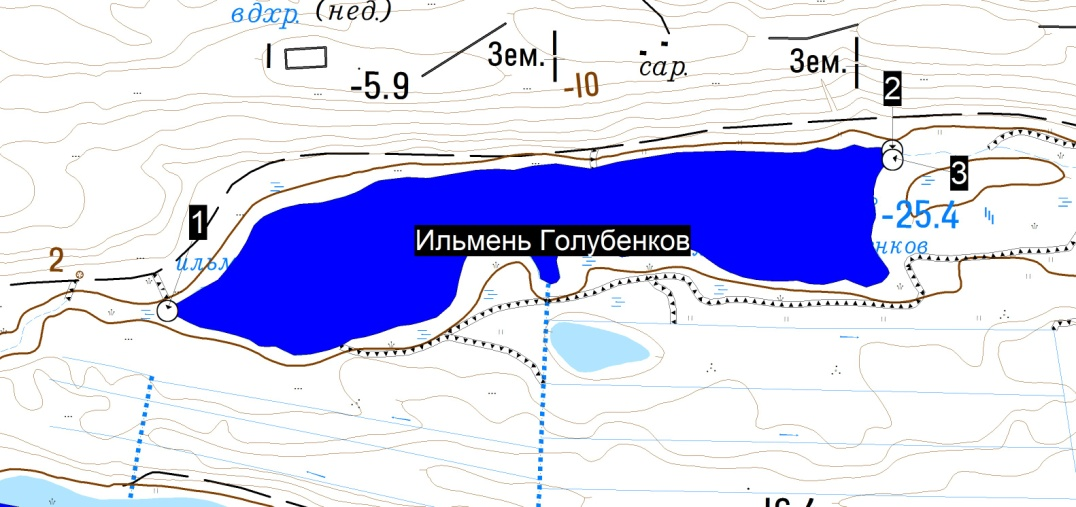 вдхр. (нед.)
-5.9
Зем.
-10
сар.
Зем.
2
3
-25.4
нков
1
Ильмень Голубенков
2
ильм